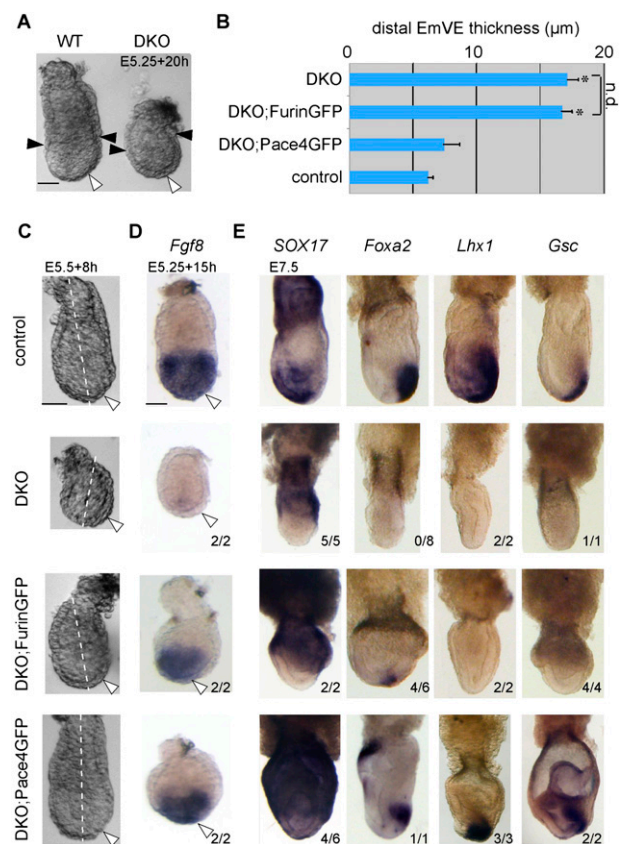 A
WT
DKO
E5.25+20h
B
distal EmVE thickness (µm)
0
10
20
DKO
*
DKO;FurinGFP
*
n.d.
DKO;Pace4GFP
control
C
D
Fgf8
E
SOX17
Foxa2
Lhx1
Gsc
E5.5+8h
E5.25+15h
E7.5
control
DKO
2/2
5/5
0/8
2/2
1/1
DKO;FurinGFP
2/2
2/2
4/6
2/2
4/4
DKO;Pace4GFP
2/2
4/6
1/1
3/3
2/2